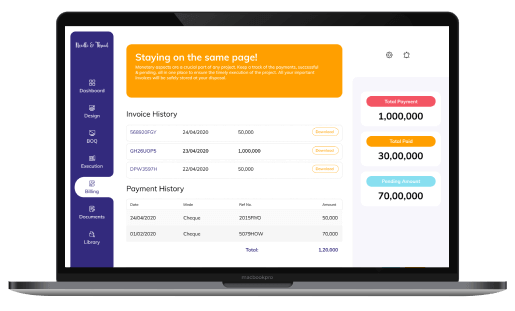 Needle & Thread
Dashboard
Design
BOQ
Execution
Billing
Documents
Library
Staying on the same page!
Monetary aspects are a crucial part of any project. Keep a track of the payments, successful
& pending, all in one place to ensure the timely execution of the project. All your important
invoices will be safely stored at your disposal.
Invoice History
568920FGY 24/04/2020 50,000 Download
GH26U0P5 23/04/2020 1,000,000 Download
DPWJ597H 22/04/2020 50,000 Download
Payment History
Date Mode Ref No. Amount
24/04/2020 Cheque 2015FIYO 50,000
01/02/2020 Cheque 5079HOW 70,000
Total: 1,20,000
Total Payment
1,000,000
Total Paid
30,00,000
Pending Amount
70,00,000
macbookpro